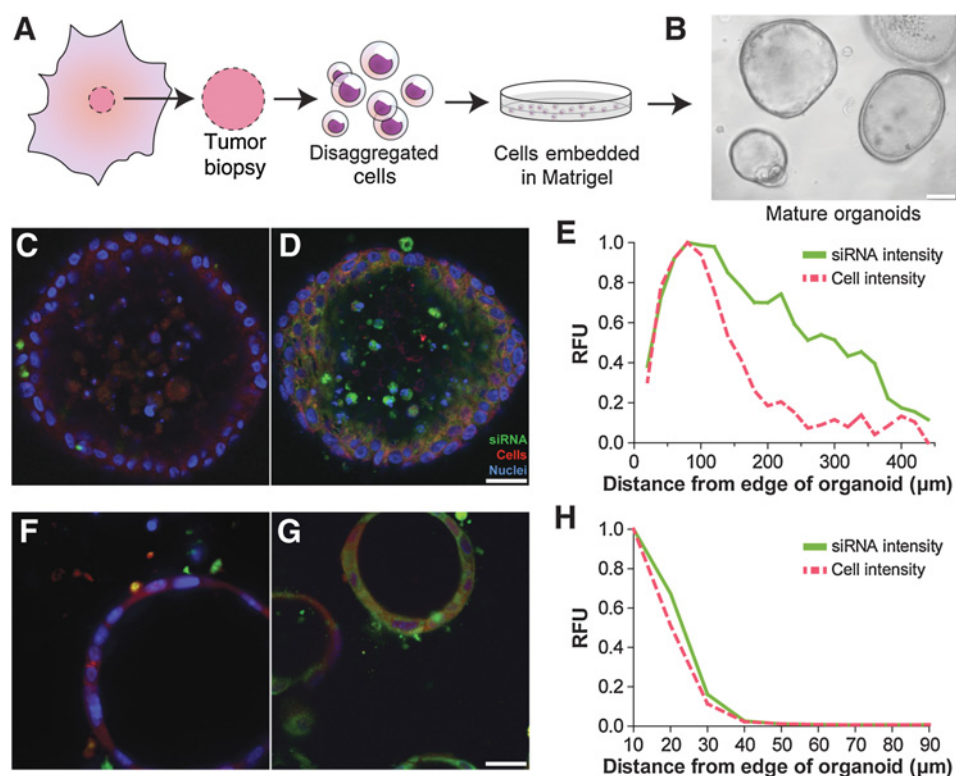 A
B
Tumor
biopsy
Disaggregated
cells
Cells embedded
in Matrigel
Mature organoids
C
D
siRNA
Cells
Nuclei
E
siRNA intensity
Cell intensity
RFU
1.0
0.8
0.6
0.4
0.2
0.0
0 100 200 300 400
Distance from edge of organoid (µm)
F
G
H
siRNA intensity
Cell intensity
RFU
1.0
0.8
0.6
0.4
0.2
0.0
10 20 30 40 50 60 70 80 90
Distance from edge of organoid (µm)